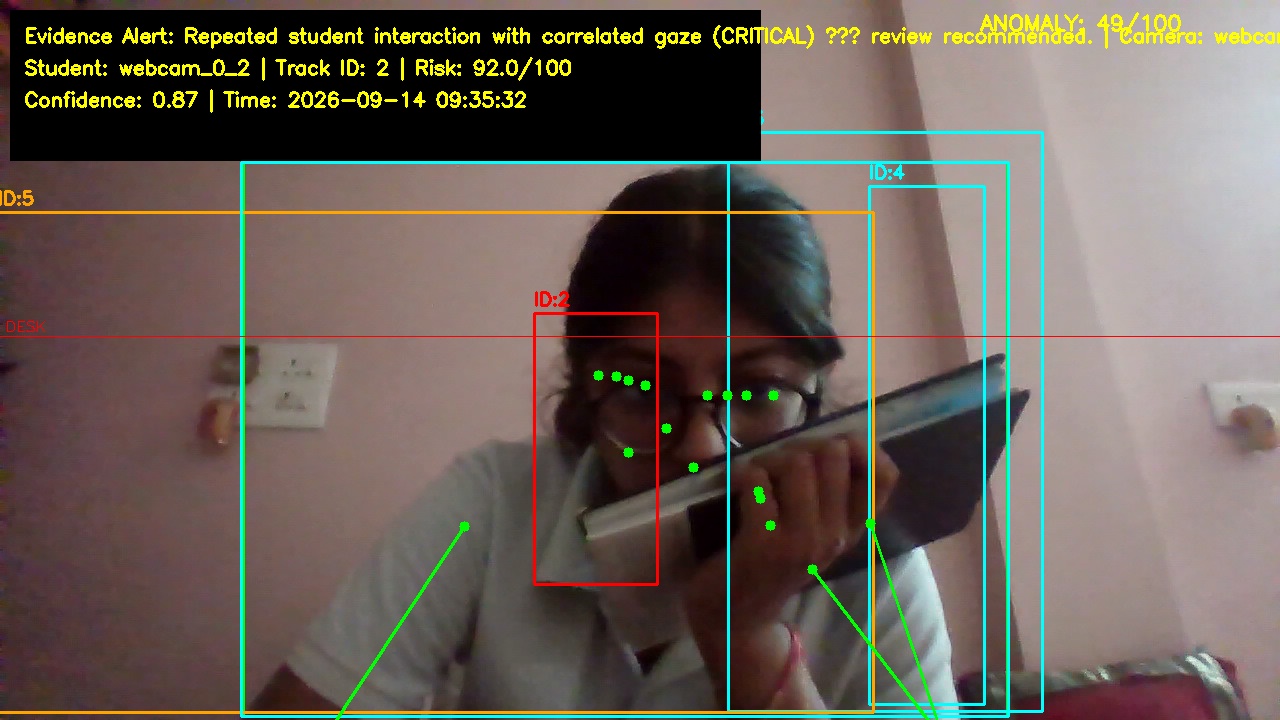 ANOMALY: 49/100
Evidence Alert: Repeated student interaction with correlated gaze (CRITICAL) ??? review recommended. | Camera: webca
Student: webcam_0_2 | Track ID: 2 | Risk: 92.0/100
Confidence: 0.87 | Time: 2026-09-14 09:35:32
ID:4
ID:5
ID:2
DESK